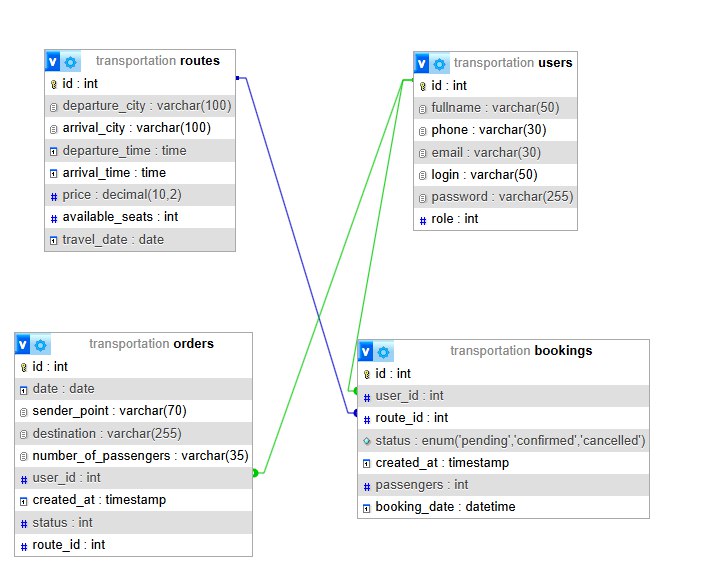 v transportation routes
id : int
departure_city : varchar(100)
arrival_city : varchar(100)
departure_time : time
arrival_time : time
# price : decimal(10,2)
# available_seats : int
travel_date : date
v transportation users
id : int
fullname : varchar(50)
phone : varchar(30)
email : varchar(30)
login : varchar(50)
password : varchar(255)
# role : int
v transportation orders
id : int
date : date
sender_point : varchar(70)
destination : varchar(255)
number_of_passengers : varchar(35)
# user_id : int
created_at : timestamp
# status : int
# route_id : int
v transportation bookings
id : int
# user_id : int
# route_id : int
status : enum('pending','confirmed','cancelled')
created_at : timestamp
# passengers : int
booking_date : datetime